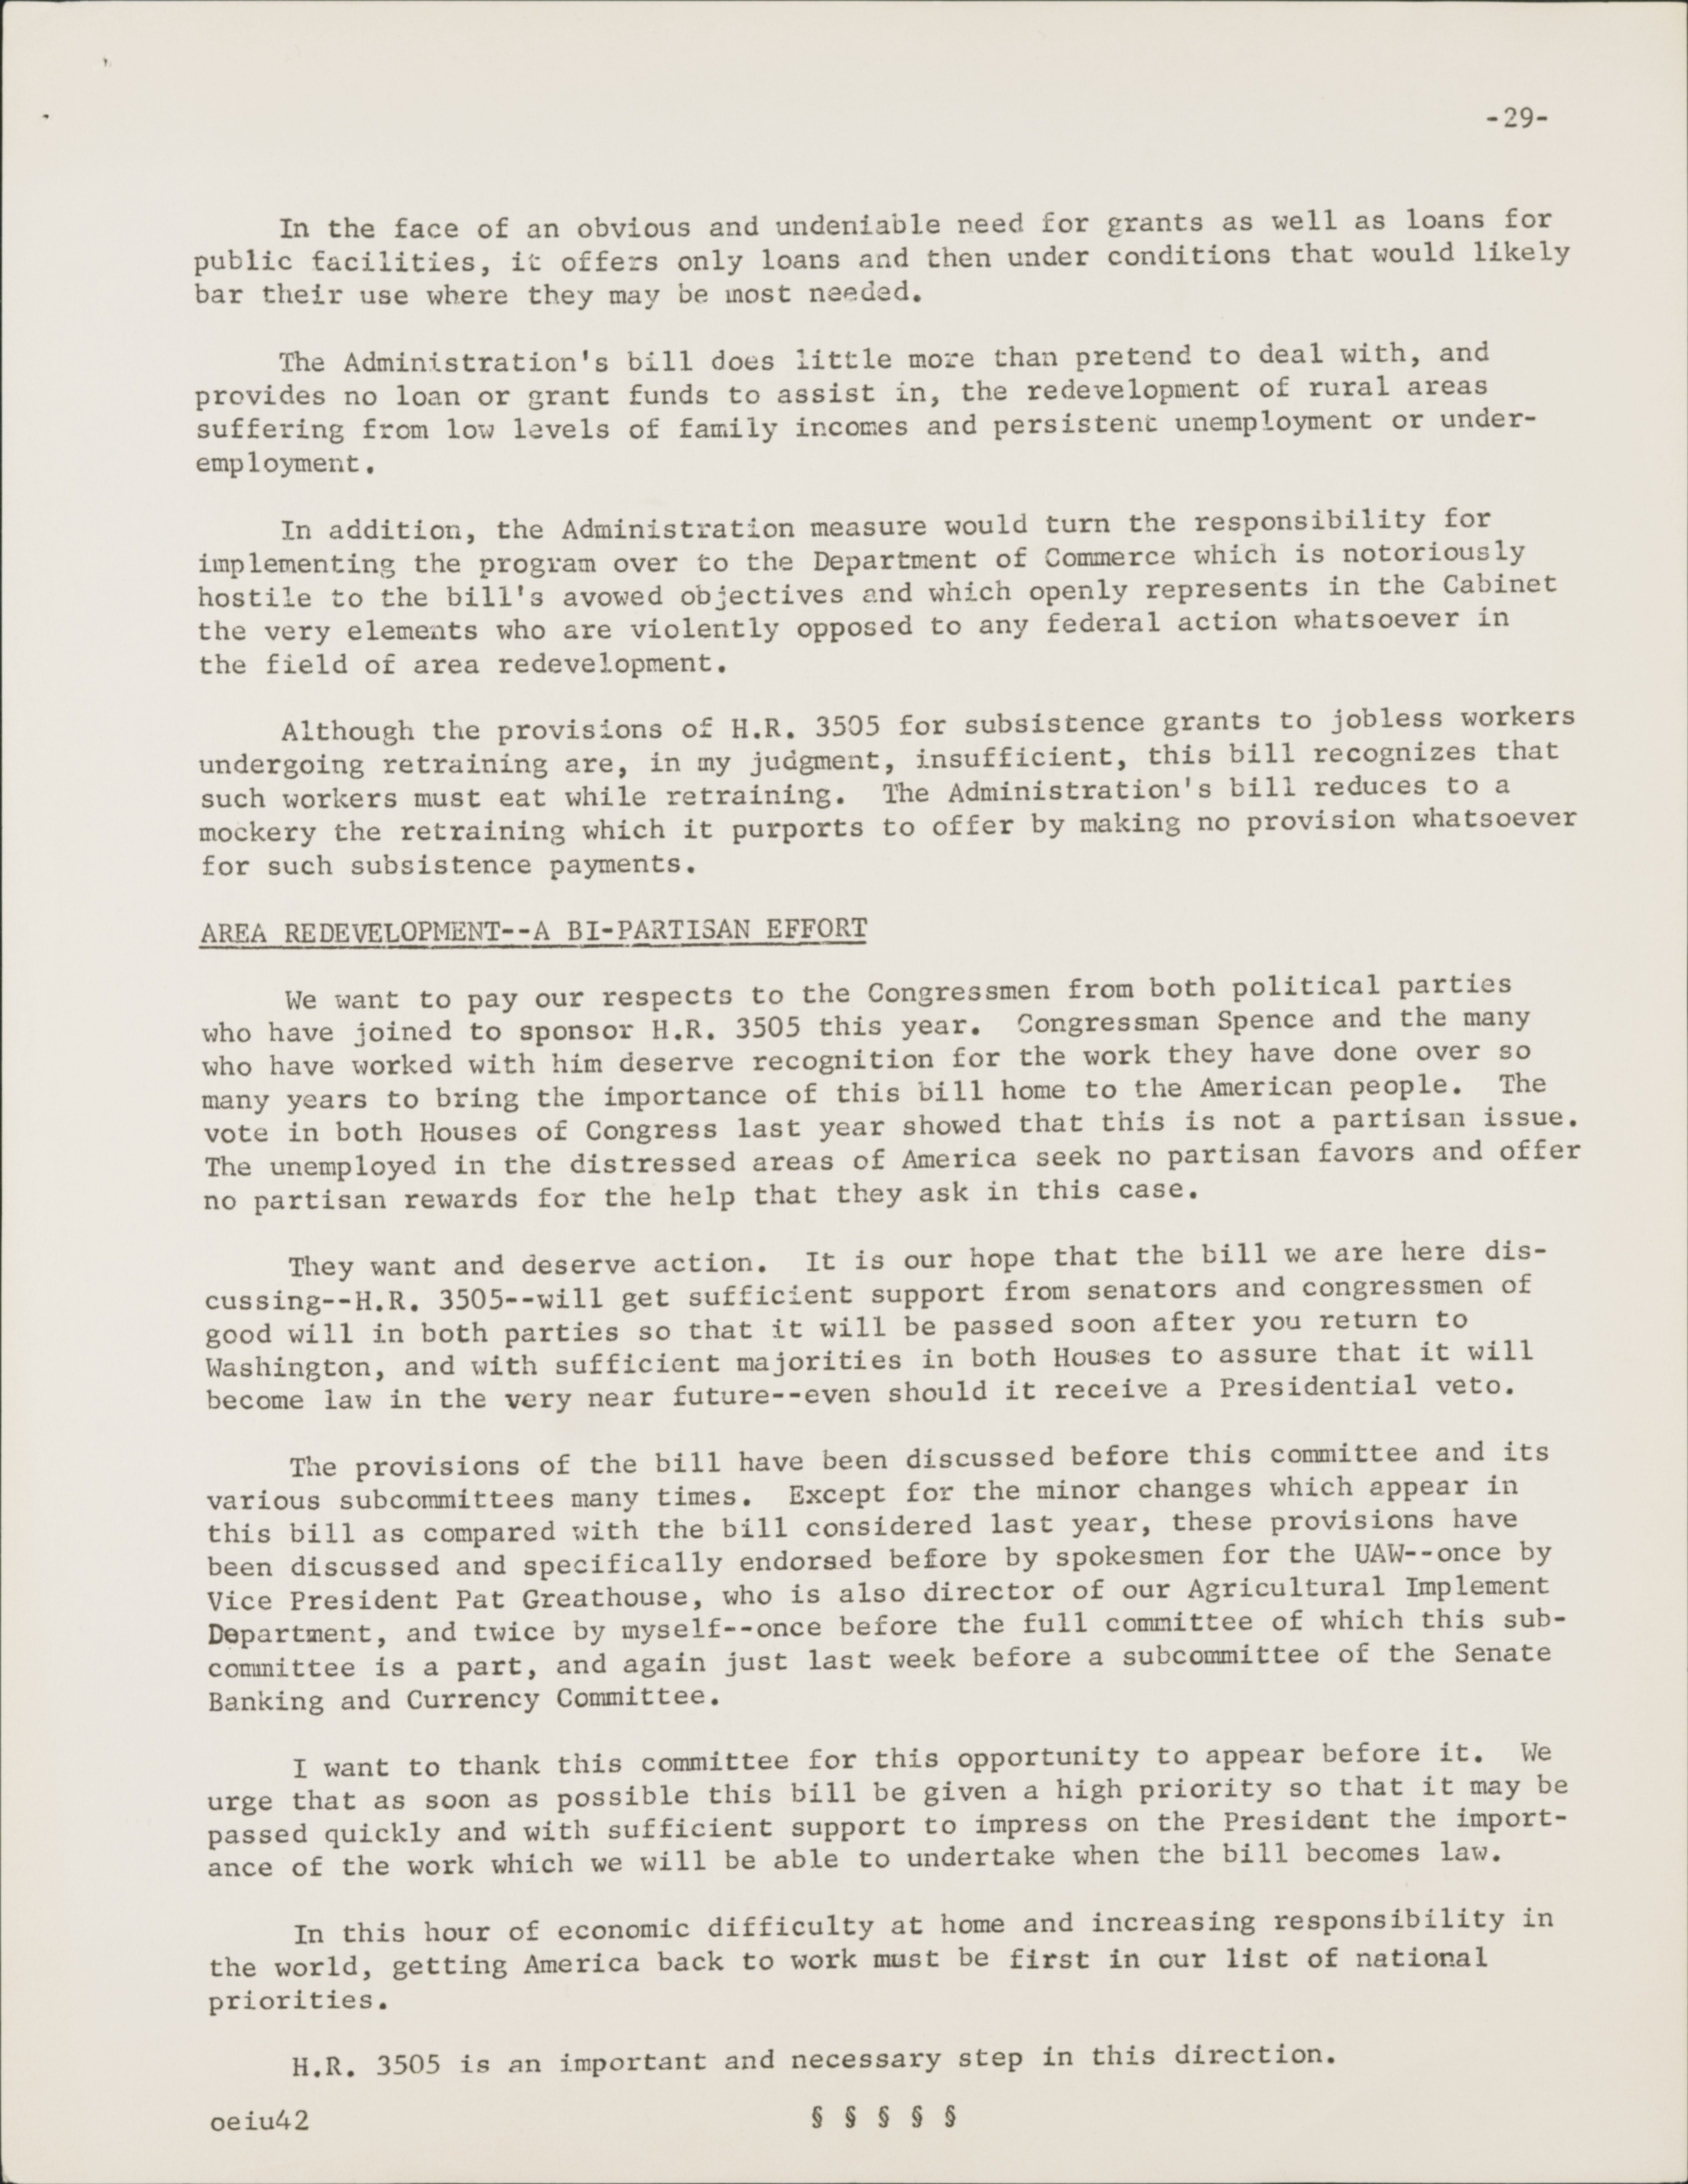 -29-
In the face of an obvious and undeniable need for grants as well as loans for
public facilities, it offers only loans and then under conditions that would likely
bar their use where they may be most needed.
The Administration's bill does little more than pretend to deal with, and
provides no loan or grant funds to assist in, the redevelopment of rural areas
suffering from low levels of family incomes and persistent unemployment or under-
employment.
In addition, the Administration measure would turn the responsibility for
implementing the program over to the Department of Commerce which is notoriously
hostile to the bill's avowed objectives and which openly represents in the Cabinet
the very elements who are violently opposed to any federal action whatsoever in
the field of area redevelopment.
Although the provisions of H.R. 3505 for subsistence grants to jobless workers
undergoing retraining are, in my judgment, insufficient, this bill recognizes that
such workers must eat while retraining. The Administration's bill reduces to a
mockery the retraining which it purports to offer by making no provision whatsoever
for such subsistence payments.
AREA REDEVELOPMENT--A BI-PARTISAN EFFORT
We want to pay our respects to the Congressmen from both political parties
who have joined to sponsor H.R. 3505 this year. Congressman Spence and the many
who have worked with him deserve recognition for the work they have done over so
many years to bring the importance of this bill home to the American people. The
vote in both Houses of Congress last year showed that this is not a partisan issue.
The unemployed in the distressed areas of America seek no partisan favors and offer
no partisan rewards for the help that they ask in this case.
They want and deserve action. It is our hope that the bill we are here dis-
cussing--H.R. 3505--will get sufficient support from senators and congressmen of
good will in both parties so that it will be passed soon after you return to
Washington, and with sufficient majorities in both Houses to assure that it will
become law in the very near future--even should it receive a Presidential veto.
The provisions of the bill have been discussed before this committee and its
various subcommittees many times. Except for the minor changes which appear in
this bill as compared with the bill considered last year, these provisions have
been discussed and specifically endorsed before by spokesmen for the UAW--once by
Vice President Pat Greathouse, who is also director of our Agricultural Implement
Department, and twice by myself--once before the full committee of which this sub-
committee is a part, and again just last week before a subcommittee of the Senate
Banking and Currency Committee.
I want to thank this committee for this opportunity to appear before it. We
urge that as soon as possible this bill be given a high priority so that it may be
passed quickly and with sufficient support to impress on the President the import-
ance of the work which we will be able to undertake when the bill becomes law.
In this hour of economic difficulty at home and increasing responsibility in
the world, getting America back to work must be first in our list of national
priorities.
H.R. 3505 is an important and necessary step in this direction.
oeiu42 § § § § §